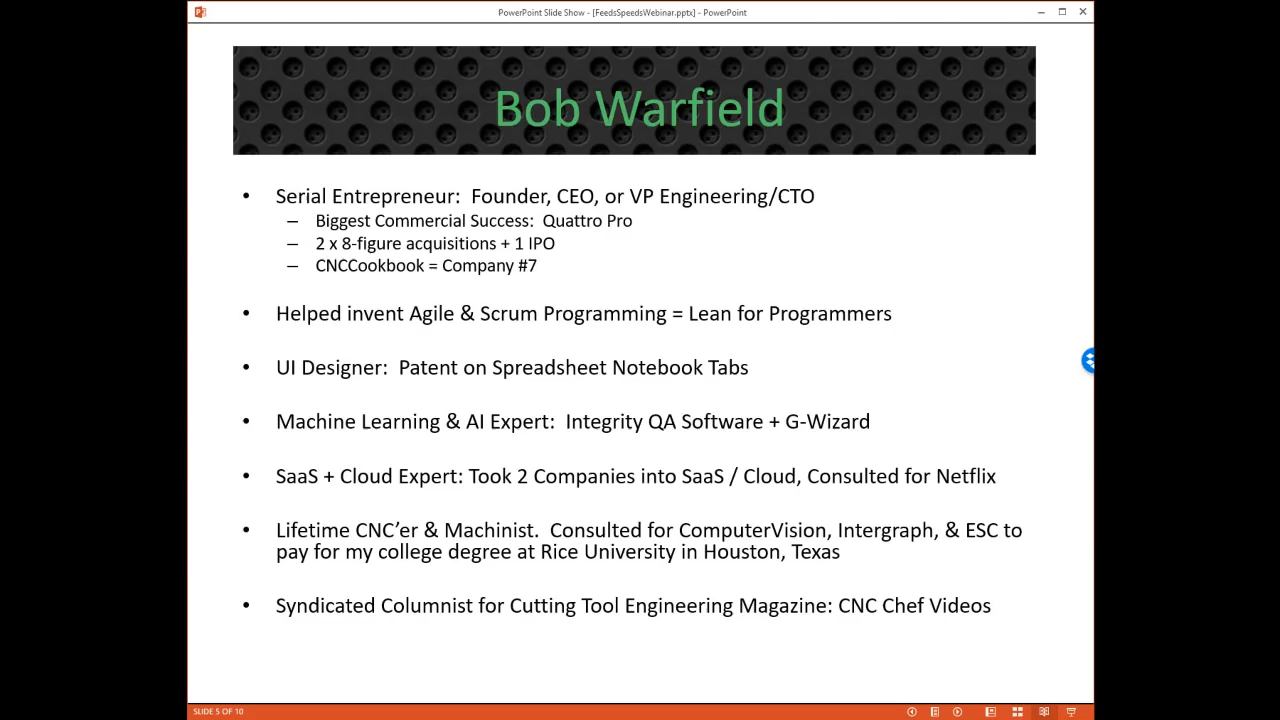 PowerPoint Slide Show - [FeedsSpeedsWebinar.pptx] - PowerPoint
Bob Warfield
• Serial Entrepreneur: Founder, CEO, or VP Engineering/CTO
– Biggest Commercial Success: Quattro Pro
– 2 x 8-figure acquisitions + 1 IPO
– CNCCookbook = Company #7
• Helped invent Agile & Scrum Programming = Lean for Programmers
• UI Designer: Patent on Spreadsheet Notebook Tabs
• Machine Learning & AI Expert: Integrity QA Software + G-Wizard
• SaaS + Cloud Expert: Took 2 Companies into SaaS / Cloud, Consulted for Netflix
• Lifetime CNC’er & Machinist. Consulted for ComputerVision, Intergraph, & ESC to
pay for my college degree at Rice University in Houston, Texas
• Syndicated Columnist for Cutting Tool Engineering Magazine: CNC Chef Videos
SLIDE 5 OF 10